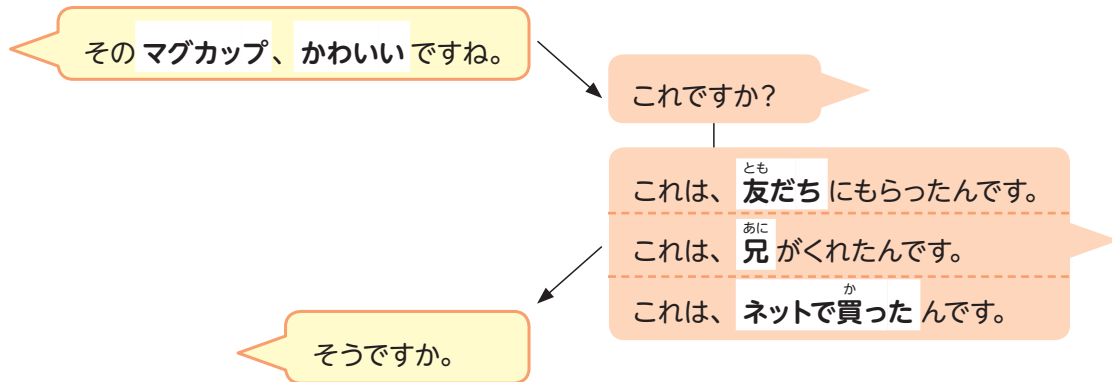 その マグカップ、 かわいい ですね。
これですか？
とも
これは、 友だち にもらったんです。
あに
これは、 兄 がくれたんです。
か
これは、 ネットで買った んです。
そうですか。